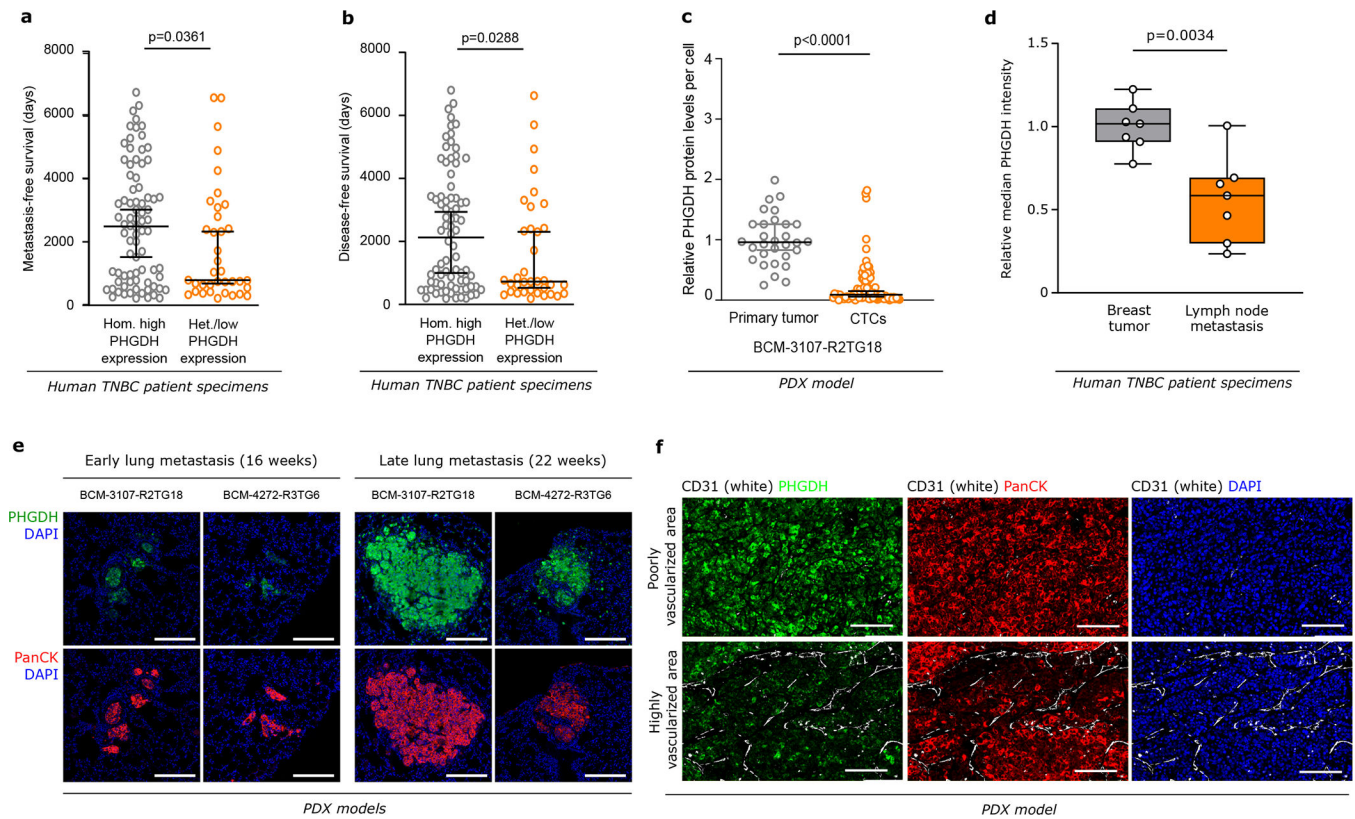 a
p=0.0361
Metastasis-free survival (days)
8000
6000
4000
2000
0
Hom. high
PHGDH
expression
Het./low
PHGDH
expression
Human TNBC patient specimens
b
p=0.0288
Disease-free survival (days)
8000
6000
4000
2000
0
Hom. high
PHGDH
expression
Het./low
PHGDH
expression
Human TNBC patient specimens
c
p<0.0001
Relative PHGDH protein levels per cell
4
3
2
1
0
Primary tumor
CTCs
BCM-3107-R2TG18
PDX model
d
p=0.0034
Relative median PHGDH intensity
1.5
1.0
0.5
0
Breast
tumor
Lymph node
metastasis
Human TNBC patient specimens
e
Early lung metastasis (16 weeks)
Late lung metastasis (22 weeks)
BCM-3107-R2TG18
BCM-4272-R3TG6
BCM-3107-R2TG18
BCM-4272-R3TG6
PHGDH
DAPI
PanCK
DAPI
PDX models
f
CD31 (white) PHGDH
CD31 (white) PanCK
CD31 (white) DAPI
Poorly
vascularized area
Highly
vascularized area
PDX model